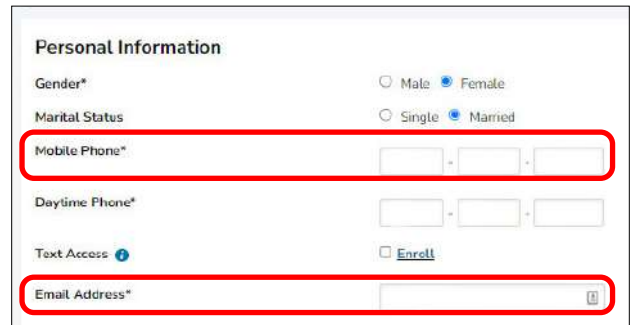 Personal Information
Gender* Male Female
Marital Status Single Married
Mobile Phone* - -
Daytime Phone* - -
Text Access Enroll
Email Address*